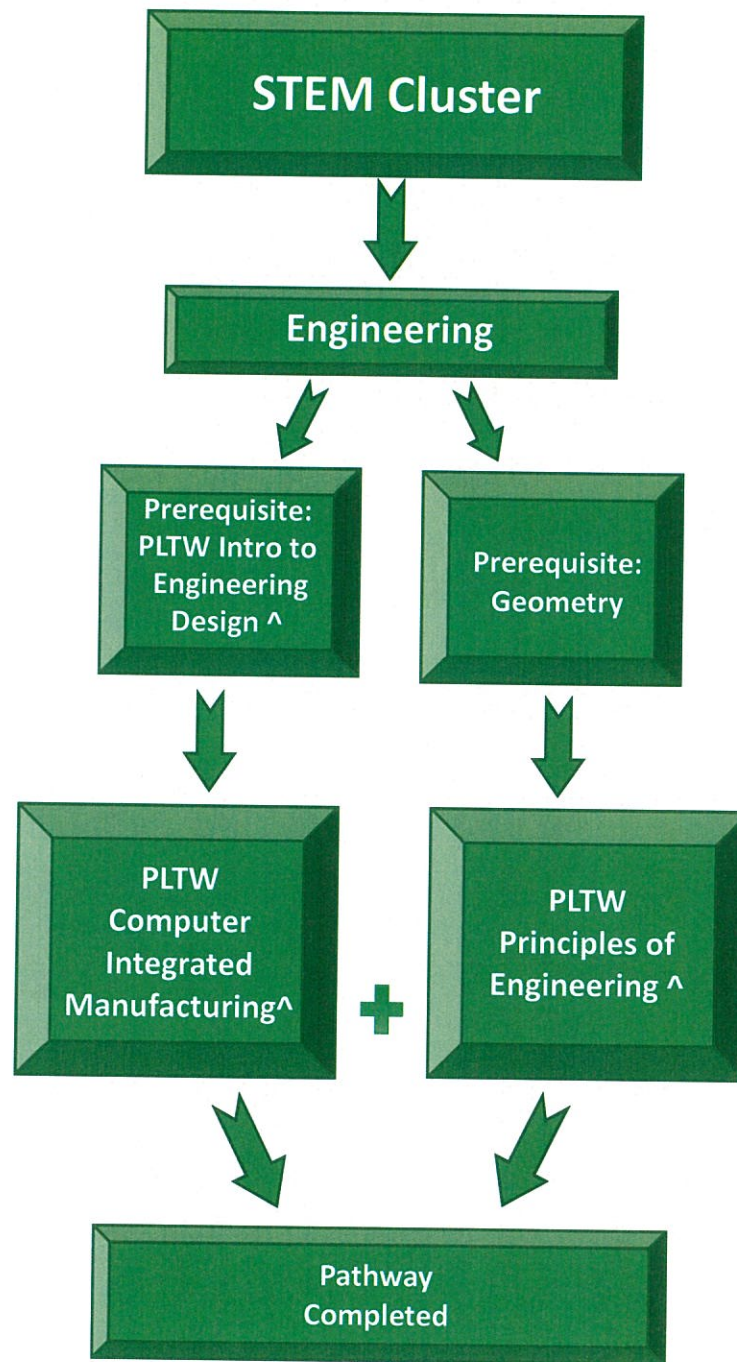 STEM Cluster
Engineering
Prerequisite:
PLTW Intro to
Engineering
Design ^
Prerequisite:
Geometry
PLTW
Computer
Integrated
Manufacturing^
+
PLTW
Principles of
Engineering ^
Pathway
Completed